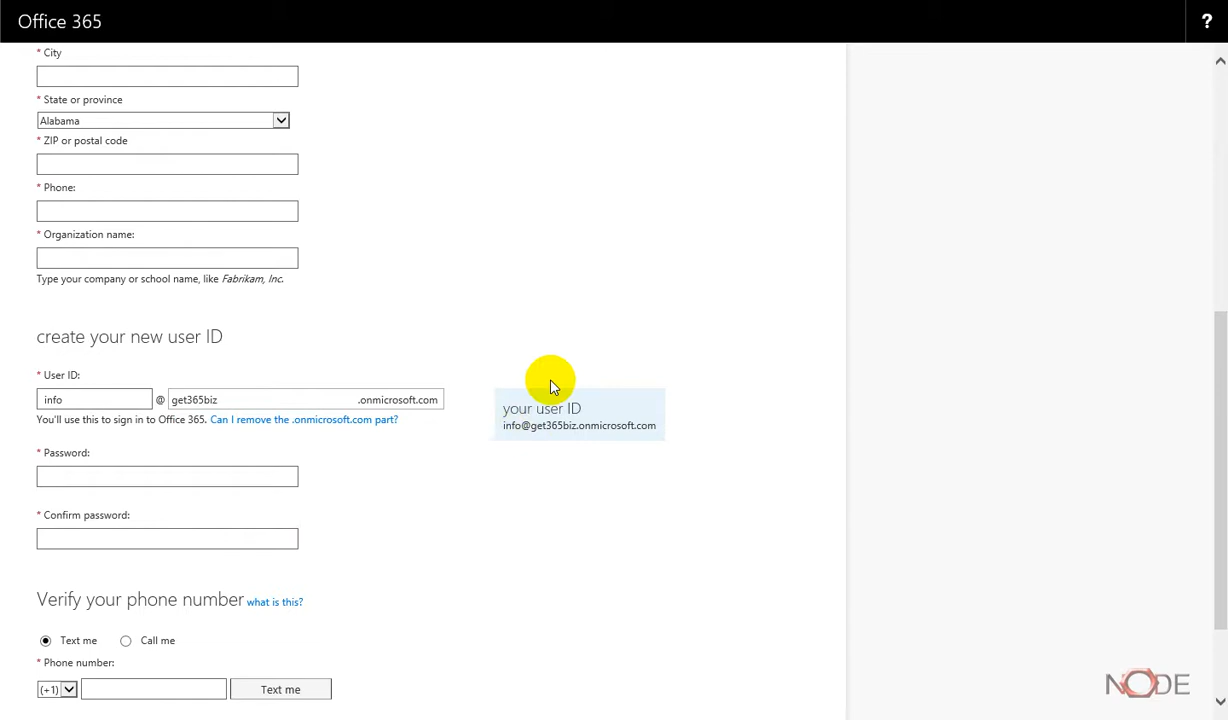 Office 365
?
* City
* State or province
Alabama
* ZIP or postal code
* Phone:
* Organization name:
Type your company or school name, like Fabrikam, Inc.
create your new user ID
* User ID:
info @ get365biz .onmicrosoft.com
You'll use this to sign in to Office 365. Can I remove the .onmicrosoft.com part?
your user ID
info@get365biz.onmicrosoft.com
* Password:
* Confirm password:
Verify your phone number what is this?
Text me Call me
* Phone number:
(+1) Text me
NODE